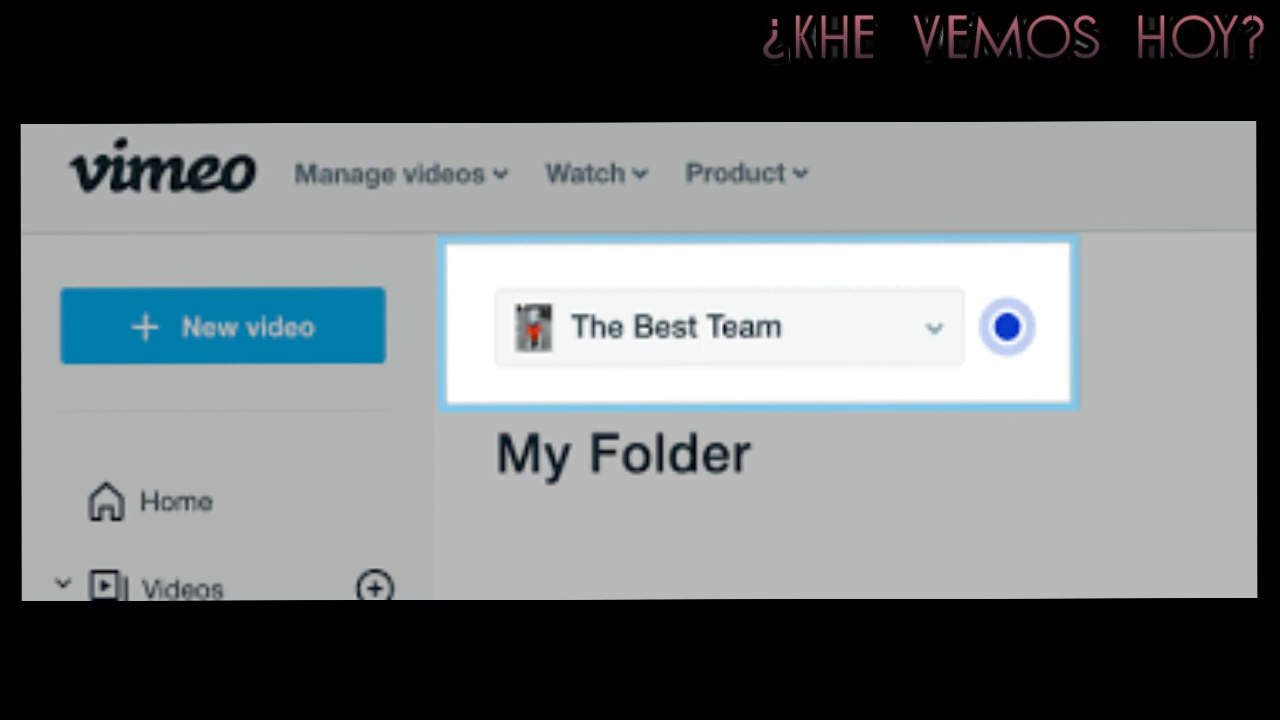 ¿KHE VEMOS HOY?
vimeo Manage videos Watch Product
New video
The Best Team
My Folder
Home
Videos